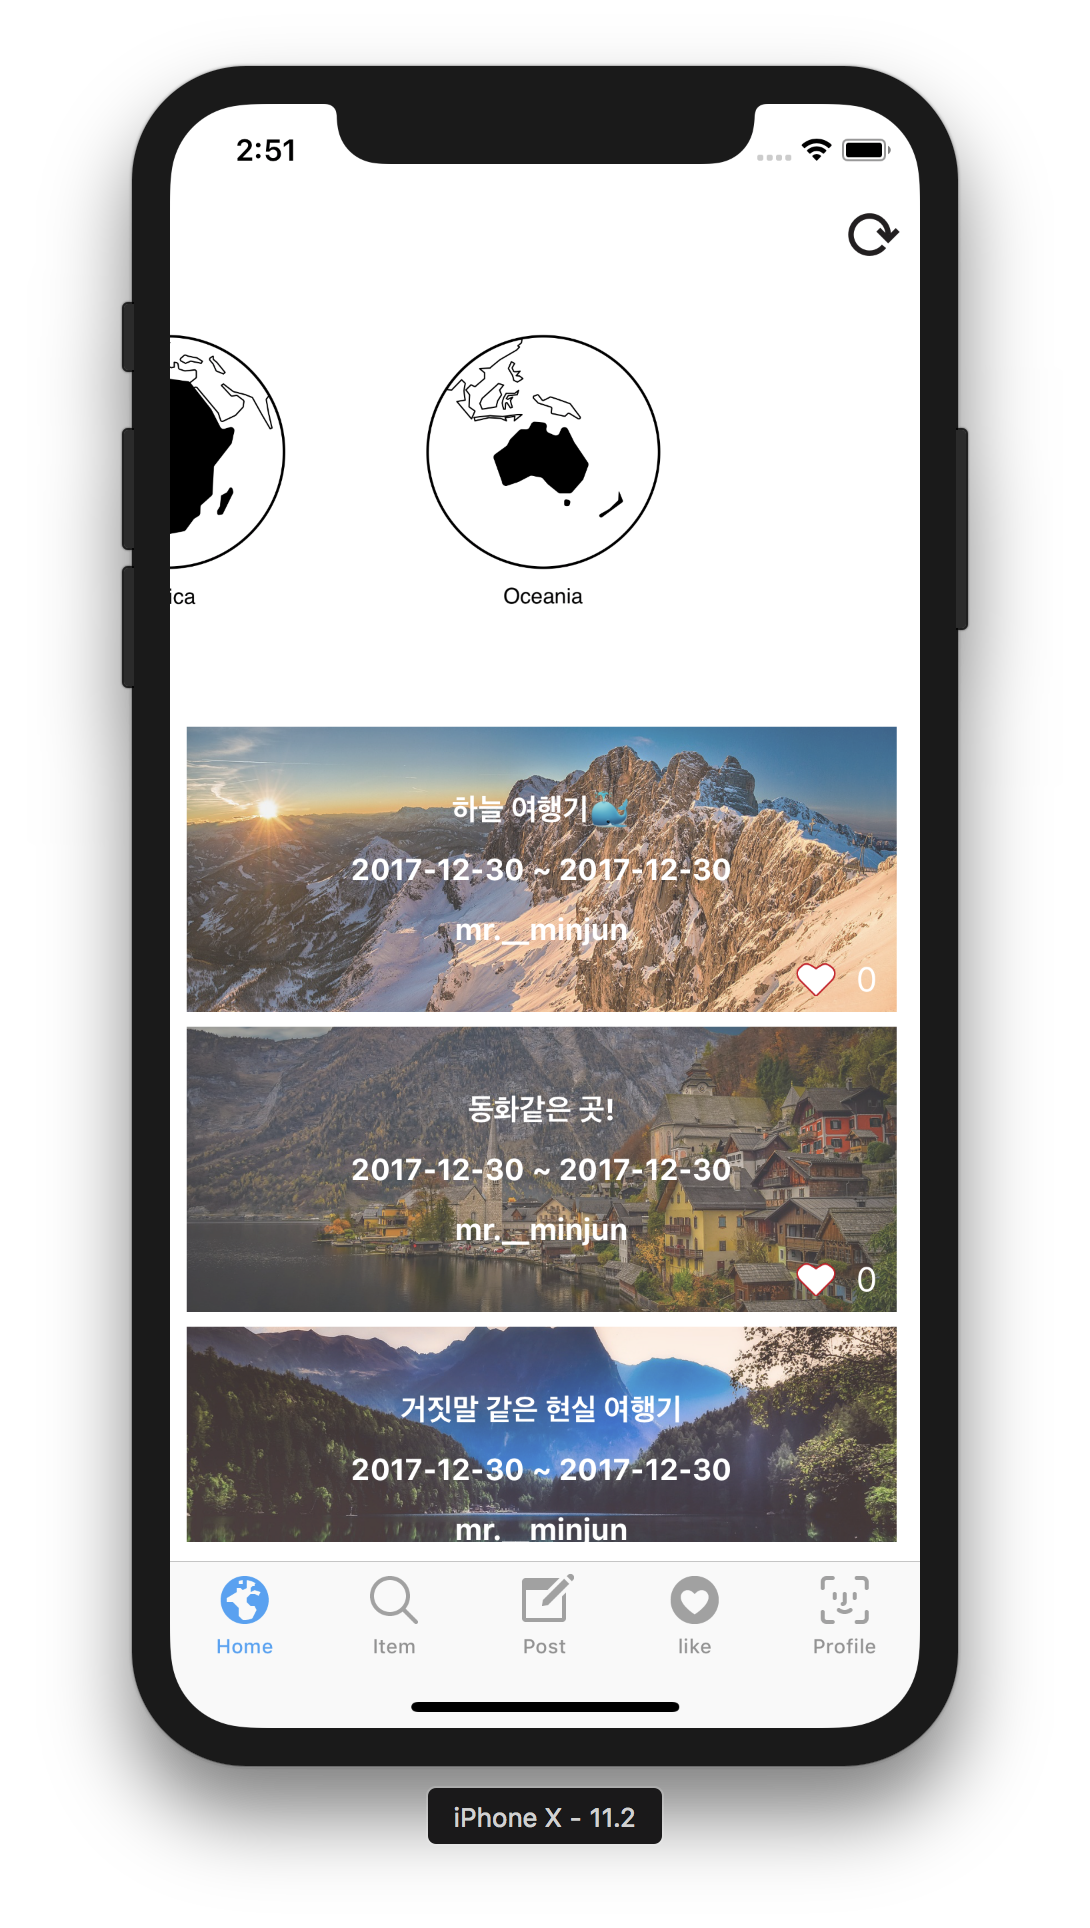 2:51
ica
Oceania
하늘 여행기🐳
2017-12-30 ~ 2017-12-30
mr.__minjun
0
동화같은 곳!
2017-12-30 ~ 2017-12-30
mr.__minjun
0
거짓말 같은 현실 여행기
2017-12-30 ~ 2017-12-30
mr.__minjun
Home
Item
Post
like
Profile
iPhone X - 11.2